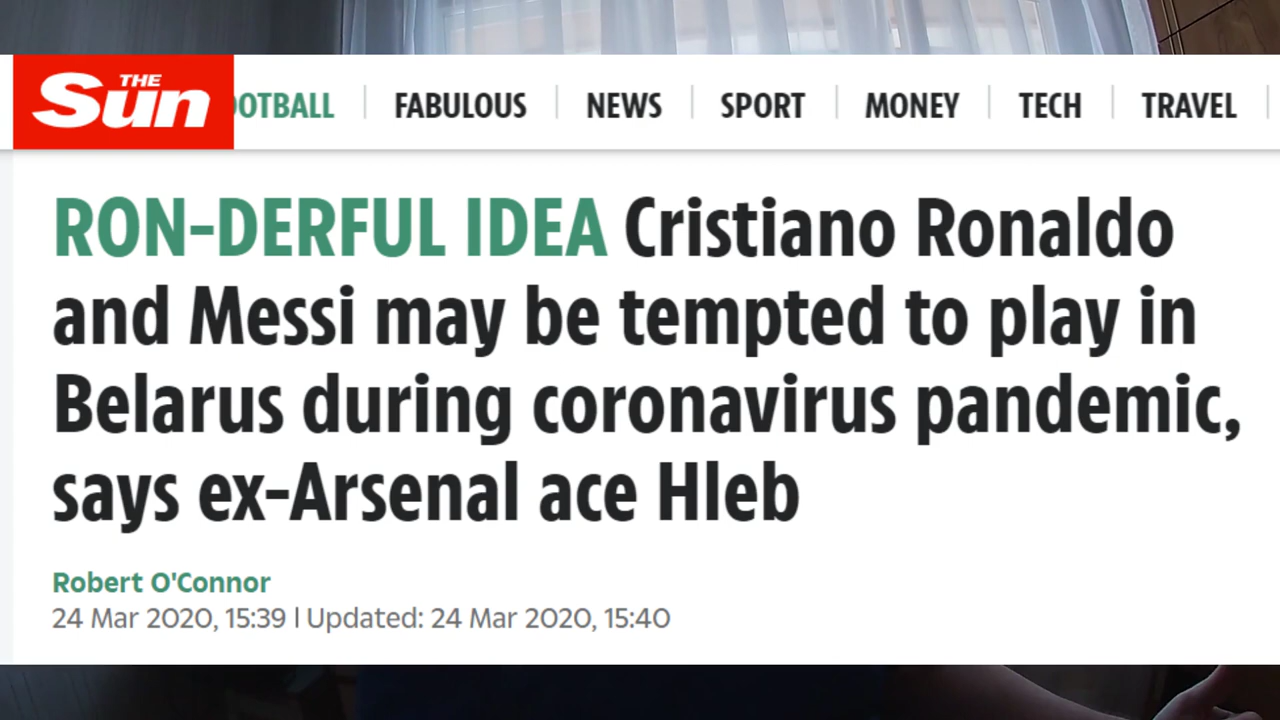 THE
Sun
OTBALL
FABULOUS
NEWS
SPORT
MONEY
TECH
TRAVEL
RON-DERFUL IDEA Cristiano Ronaldo
and Messi may be tempted to play in
Belarus during coronavirus pandemic,
says ex-Arsenal ace Hleb
Robert O'Connor
24 Mar 2020, 15:39 | Updated: 24 Mar 2020, 15:40